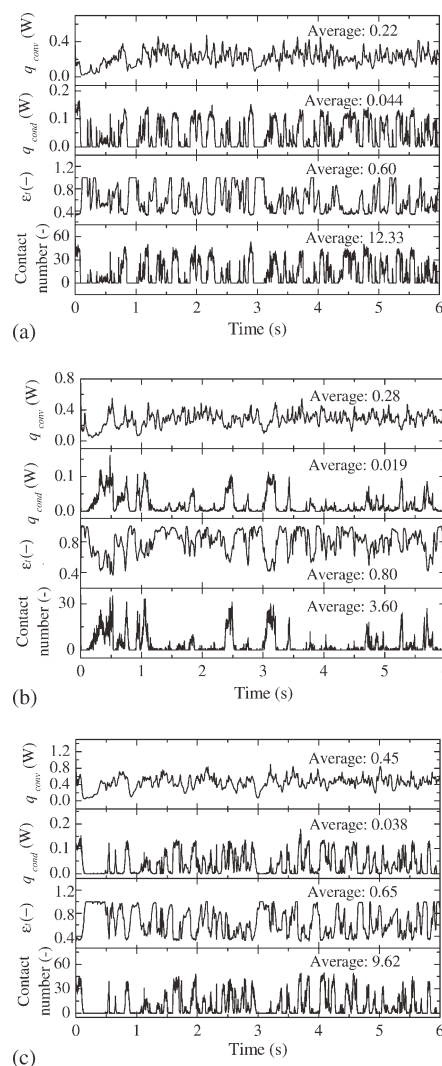 q conv (W)
0.4
0.0
Average: 0.22
q cond (W)
0.2
0.1
0.0
Average: 0.044
εf(−)
1.2
0.8
0.4
Average: 0.60
Contact
number (-)
60
30
0
Average: 12.33
0 1 2 3 4 5 6
Time (s)
(a)
q conv (W)
0.8
0.4
0.0
Average: 0.28
q cond (W)
0.1
0.0
Average: 0.019
εf(−)
1.0
0.4
Average: 0.80
Contact
number (-)
30
0
Average: 3.60
0 1 2 3 4 5 6
Time (s)
(b)
q conv (W)
1.2
0.8
0.4
0.0
Average: 0.45
q cond (W)
0.2
0.1
0.0
Average: 0.038
εf(−)
1.2
0.8
0.4
Average: 0.65
Contact
number (-)
60
30
0
Average: 9.62
0 1 2 3 4 5 6
Time (s)
(c)